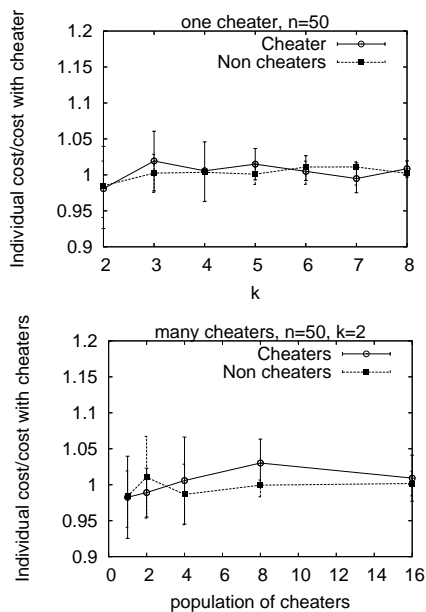 one cheater, n=50
Individual cost/cost with cheater
1.2
1.15
1.1
1.05
1
0.95
0.9
Cheater
Non cheaters
2 3 4 5 6 7 8
k
many cheaters, n=50, k=2
Individual cost/cost with cheaters
1.2
1.15
1.1
1.05
1
0.95
0.9
Cheaters
Non cheaters
0 2 4 6 8 10 12 14 16
population of cheaters